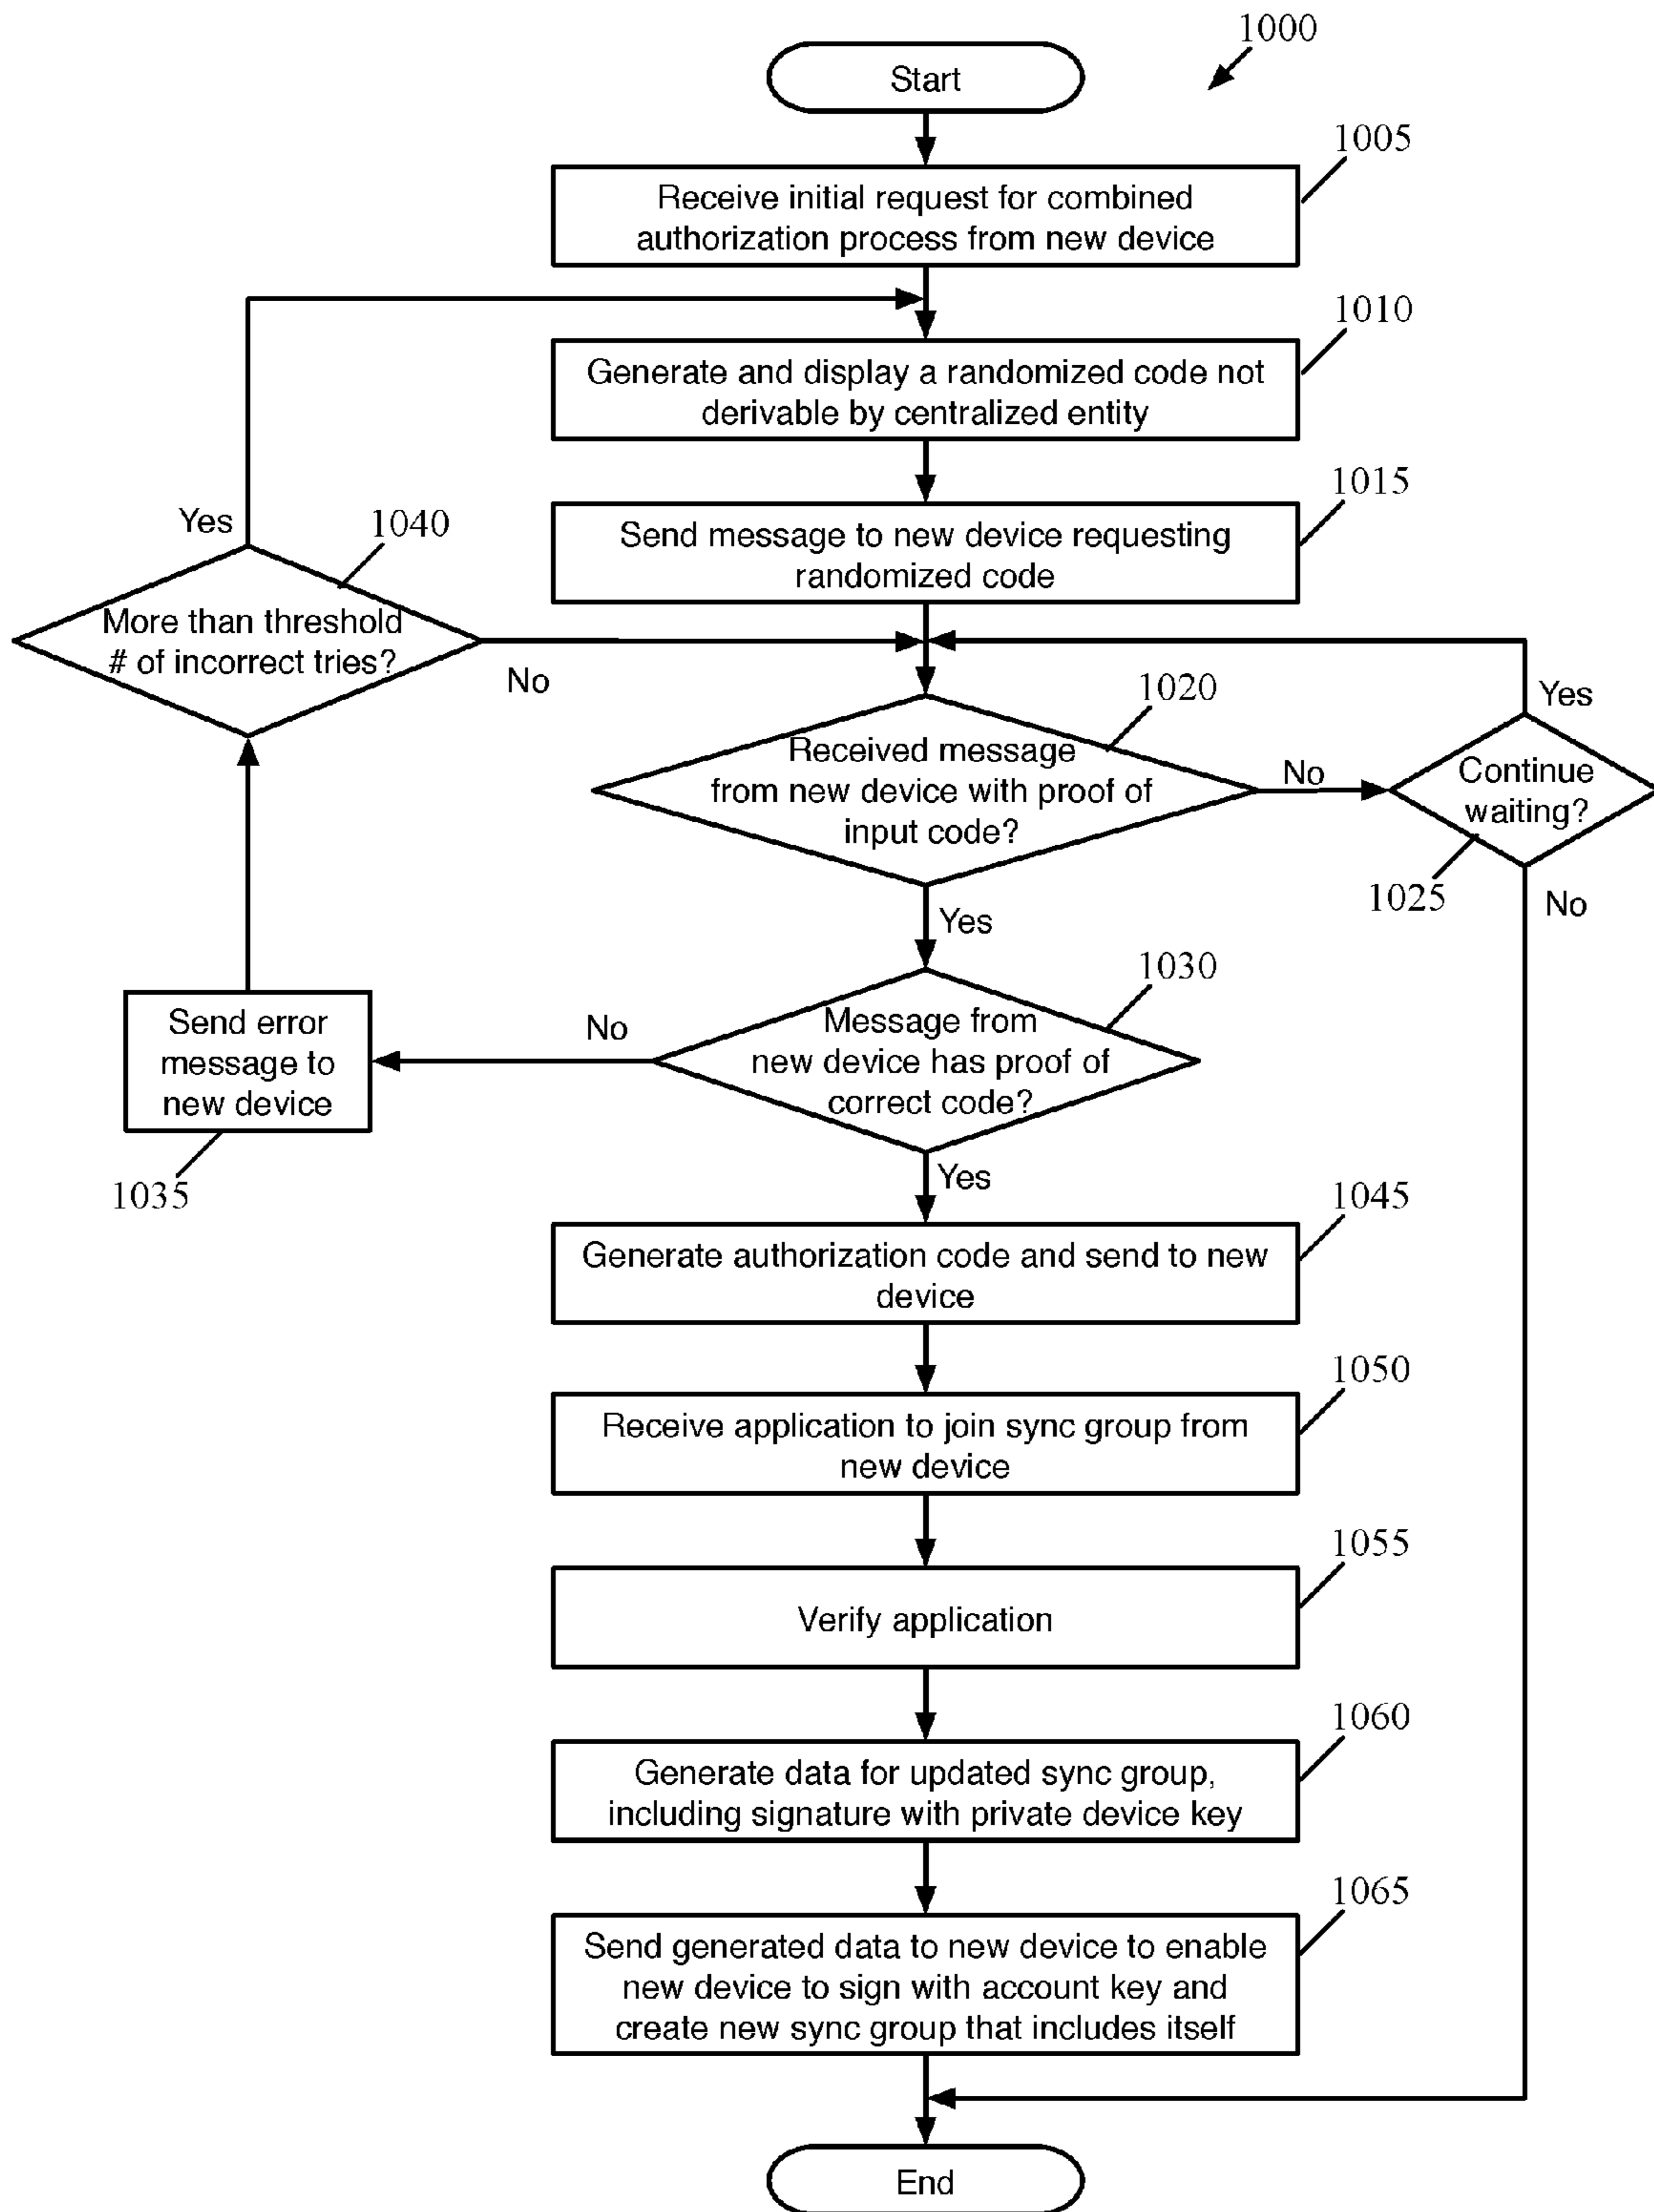 1000
Start
1005
Receive initial request for combined
authorization process from new device
1010
Generate and display a randomized code not
derivable by centralized entity
1015
Send message to new device requesting
randomized code
Yes
1040
More than threshold
# of incorrect tries?
No
1020
Received message
from new device with proof of
input code?
No
Yes
Continue
waiting?
1025
No
Yes
1030
Message from
new device has proof of
correct code?
No
Send error
message to
new device
1035
Yes
1045
Generate authorization code and send to new
device
1050
Receive application to join sync group from
new device
1055
Verify application
1060
Generate data for updated sync group,
including signature with private device key
1065
Send generated data to new device to enable
new device to sign with account key and
create new sync group that includes itself
End